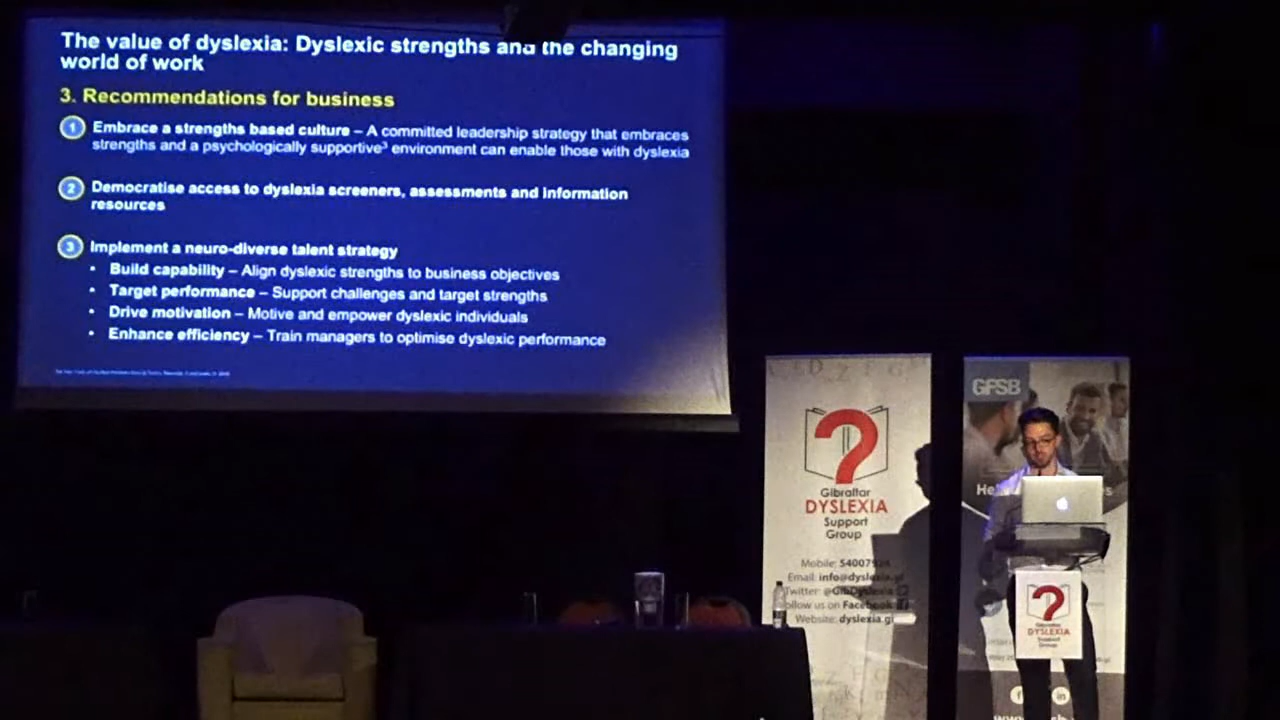 The value of dyslexia: Dyslexic strengths and the changing
world of work
3. Recommendations for business
1 Embrace a strengths based culture – A committed leadership strategy that embraces
strengths and a psychologically supportive³ environment can enable those with dyslexia
2 Democratise access to dyslexia screeners, assessments and information
resources
3 Implement a neuro-diverse talent strategy
• Build capability – Align dyslexic strengths to business objectives
• Target performance – Support challenges and target strengths
• Drive motivation – Motive and empower dyslexic individuals
• Enhance efficiency – Train managers to optimise dyslexic performance
?
Gibraltar
DYSLEXIA
Support
Group
Mobile:
Email: info@dyslexia.gi
Twitter: @GibDyslexia
ollow us on Facebook
Website: dyslexia.gi
GFSB
?
Gibraltar
DYSLEXIA
Support
Group